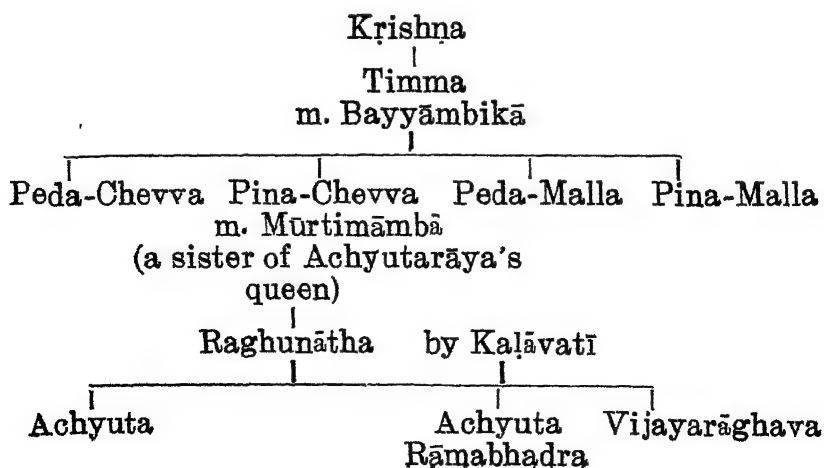 Kṛishṇa
Timma
m. Bayyāmbikā
Peda-Chevva Pina-Chevva Peda-Malla Pina-Malla
m. Mūrtimāmbā
(a sister of Achyutarāya's
queen)
Raghunātha by Kaḷāvatī
Achyuta Achyuta Vijayarāghava
Rāmabhadra